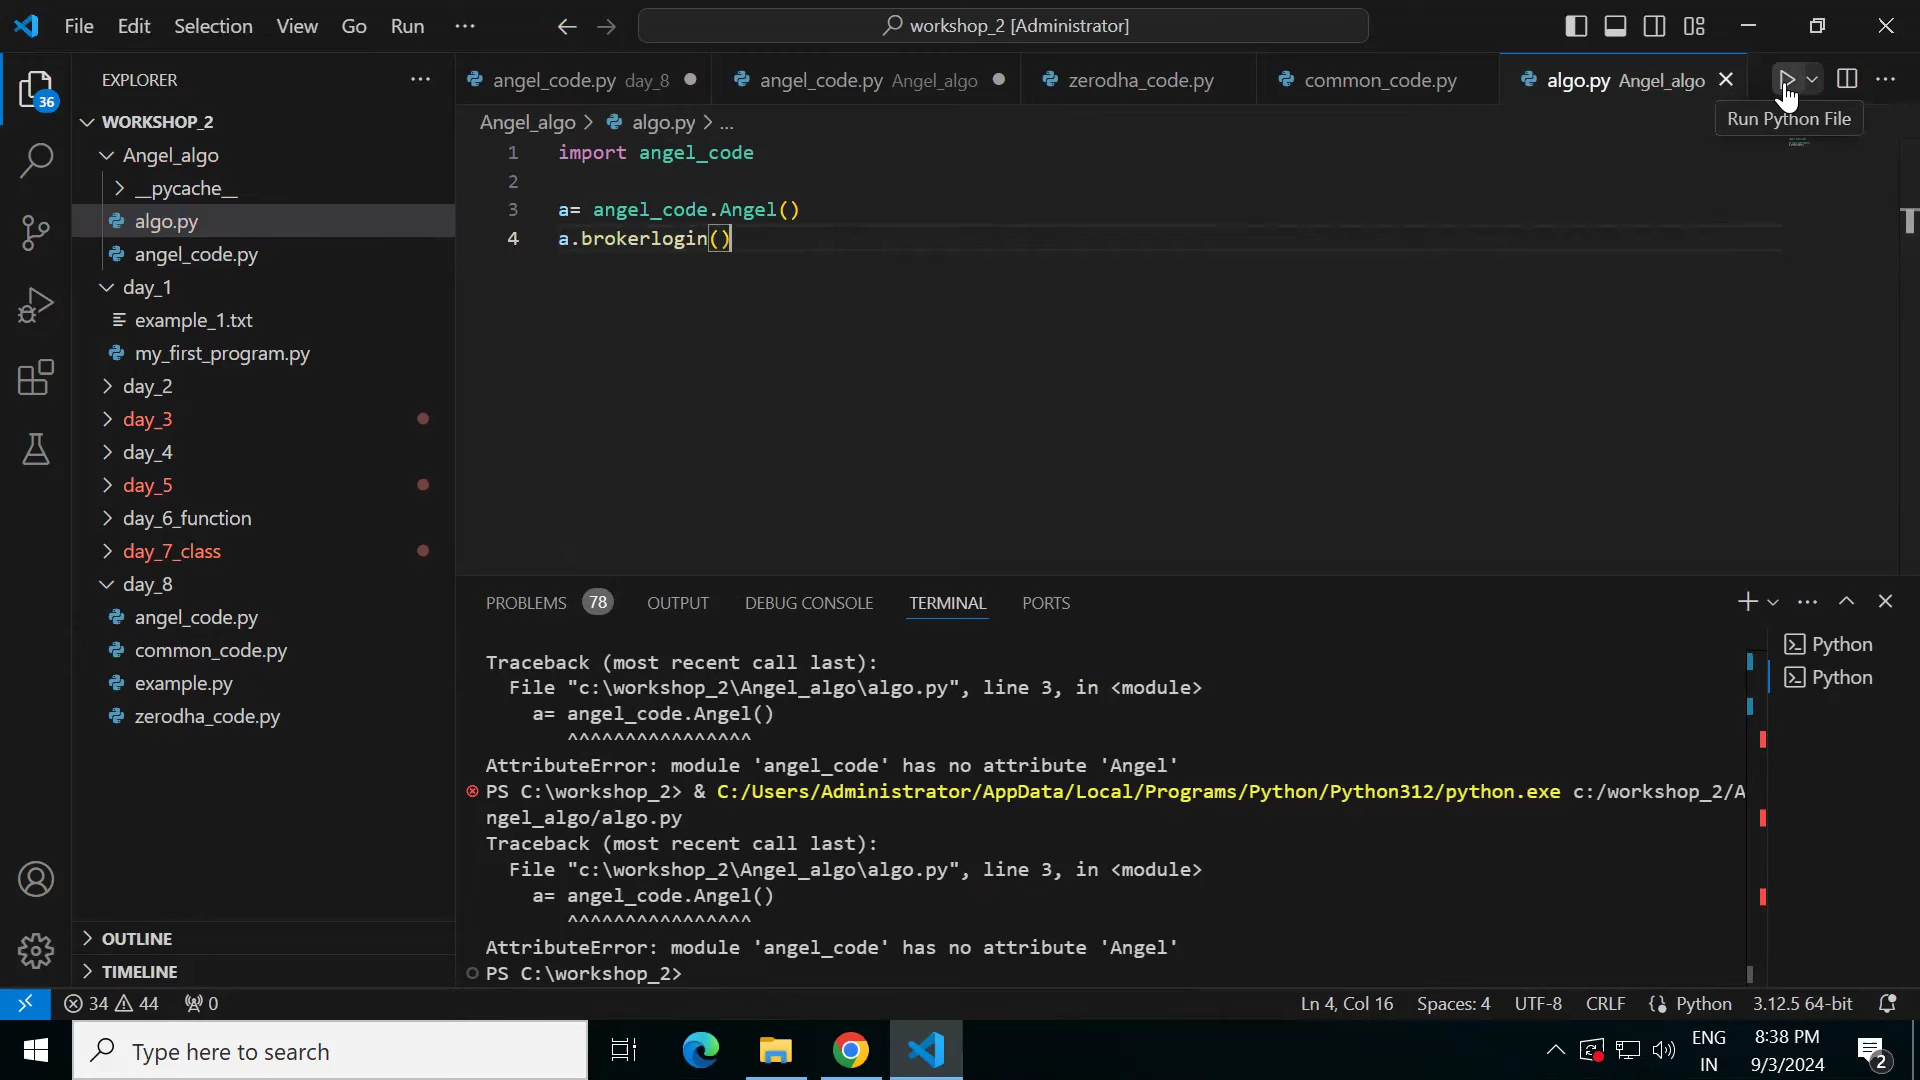 File Edit Selection View Go Run ··· workshop_2 [Administrator]
EXPLORER ···
36
WORKSHOP_2
Angel_algo
__pycache__
algo.py
angel_code.py
day_1
example_1.txt
my_first_program.py
day_2
day_3
day_4
day_5
day_6_function
day_7_class
day_8
angel_code.py
common_code.py
example.py
zerodha_code.py
OUTLINE
TIMELINE
angel_code.py day_8 angel_code.py Angel_algo zerodha_code.py common_code.py algo.py Angel_algo
Run Python File
Angel_algo > algo.py > ...
1 import angel_code
2
3 a= angel_code.Angel()
4 a.brokerlogin()
PROBLEMS 78 OUTPUT DEBUG CONSOLE TERMINAL PORTS
Python
Python
Traceback (most recent call last):
File "c:\workshop_2\Angel_algo\algo.py", line 3, in <module>
a= angel_code.Angel()
^^^^^^^^^^^^^^^^
AttributeError: module 'angel_code' has no attribute 'Angel'
PS C:\workshop_2> & C:/Users/Administrator/AppData/Local/Programs/Python/Python312/python.exe c:/workshop_2/A
ngel_algo/algo.py
Traceback (most recent call last):
File "c:\workshop_2\Angel_algo\algo.py", line 3, in <module>
a= angel_code.Angel()
^^^^^^^^^^^^^^^^
AttributeError: module 'angel_code' has no attribute 'Angel'
PS C:\workshop_2>
34 44 0 Ln 4, Col 16 Spaces: 4 UTF-8 CRLF {} Python 3.12.5 64-bit
Type here to search
ENG
IN
8:38 PM
9/3/2024
2